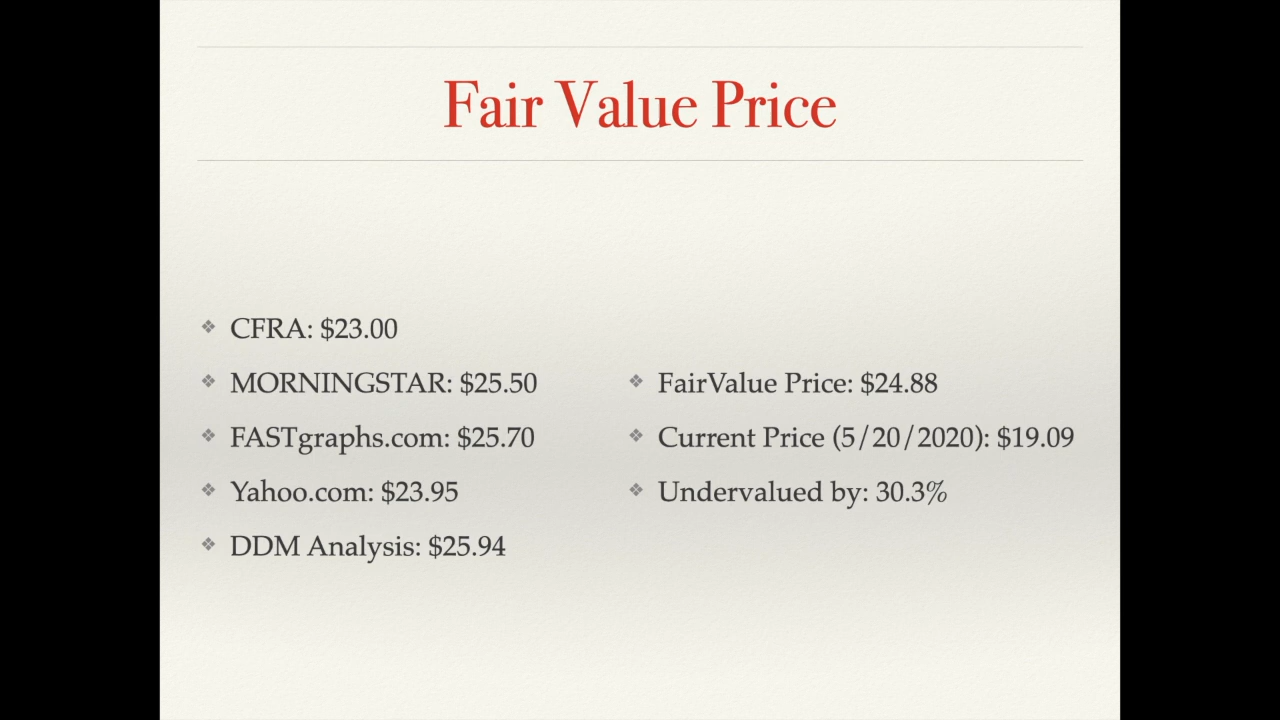 Fair Value Price
CFRA: $23.00
MORNINGSTAR: $25.50
FASTgraphs.com: $25.70
Yahoo.com: $23.95
DDM Analysis: $25.94
FairValue Price: $24.88
Current Price (5/20/2020): $19.09
Undervalued by: 30.3%